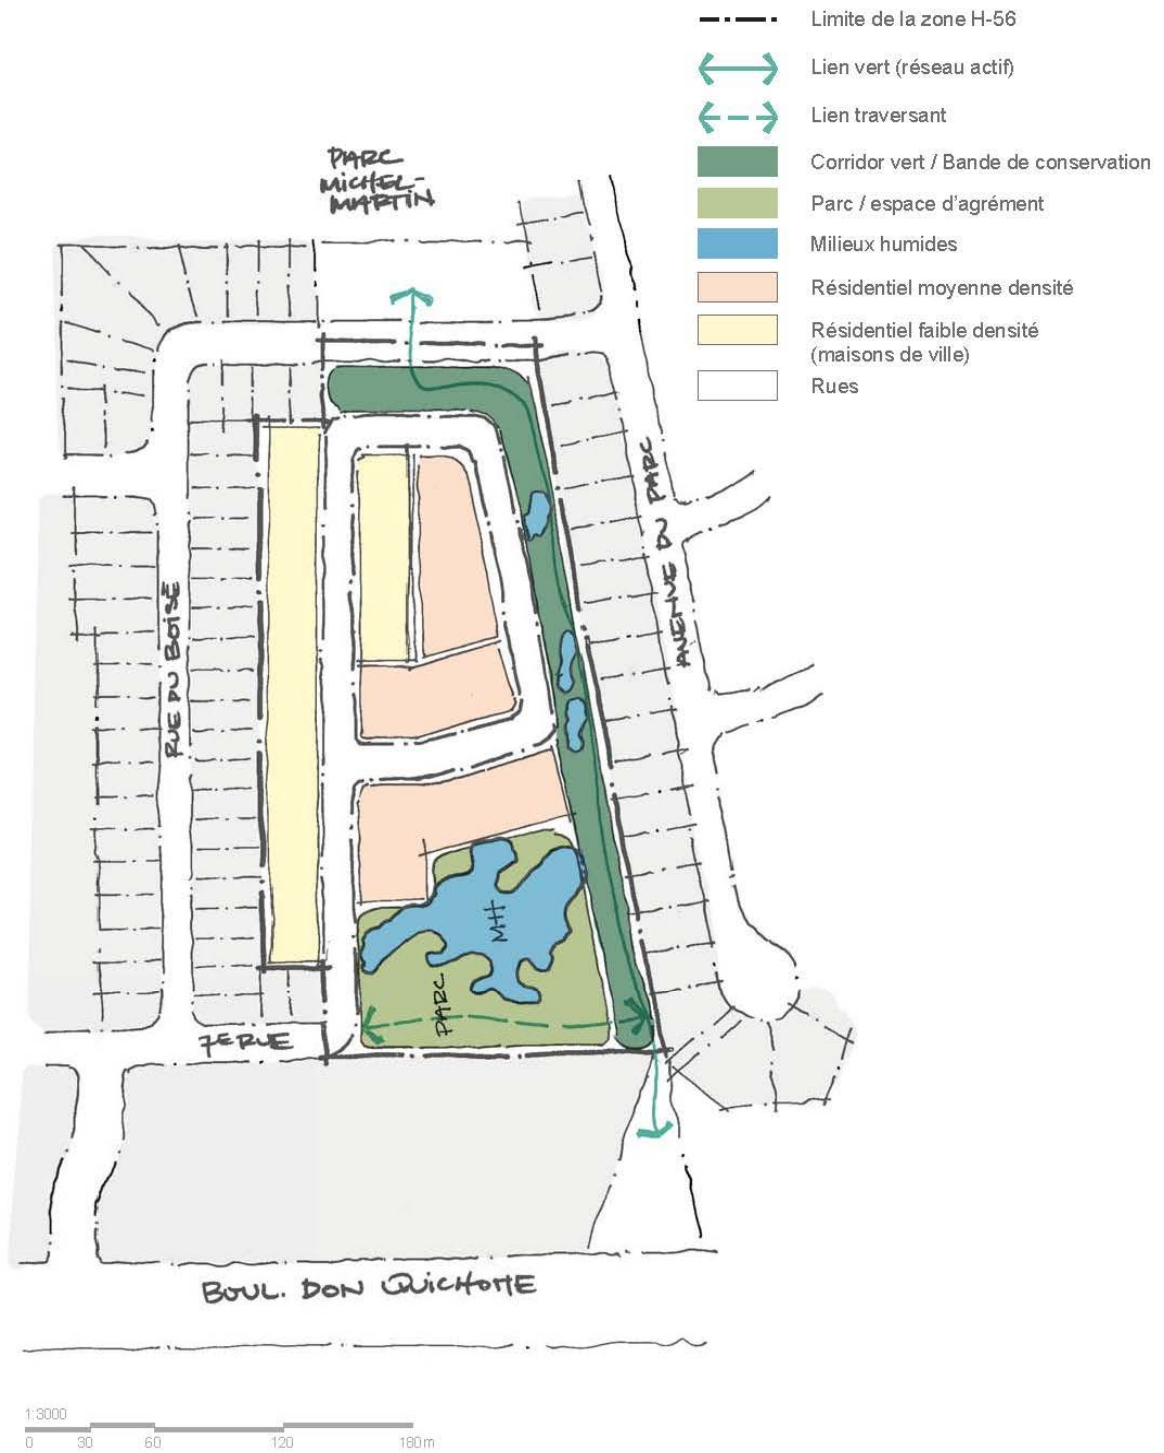 Limite de la zone H-56
Lien vert (réseau actif)
Lien traversant
Corridor vert / Bande de conservation
Parc / espace d'agrément
Milieux humides
Résidentiel moyenne densité
Résidentiel faible densité
(maisons de ville)
Rues
PARC
MICHEL-
MARTIN
AVENUE DU PARC
RUE DU BOISÉ
MH
PARC
7E RUE
BOUL. DON QUICHOTTE
1:3000
0 30 60 120 180 m